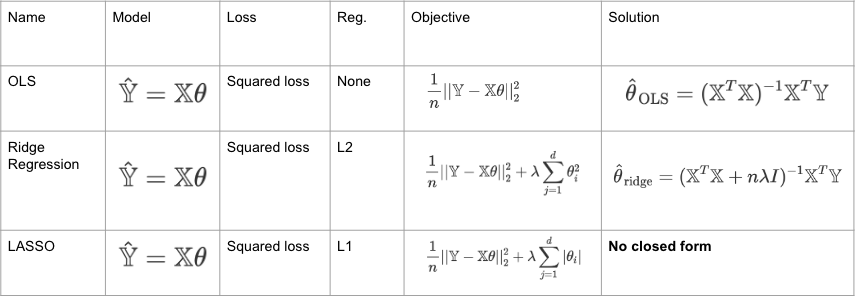 Name Model Loss Reg. Objective Solution
OLS $\hat{\mathbb{Y}} = \mathbb{X}\theta$ Squared loss None $\frac{1}{n}||\mathbb{Y} - \mathbb{X}\theta||_2^2$ $\hat{\theta}_{\text{OLS}} = (\mathbb{X}^T\mathbb{X})^{-1}\mathbb{X}^T\mathbb{Y}$
Ridge
Regression $\hat{\mathbb{Y}} = \mathbb{X}\theta$ Squared loss L2 $\frac{1}{n}||\mathbb{Y} - \mathbb{X}\theta||_2^2 + \lambda \sum_{j=1}^{d} \theta_i^2$ $\hat{\theta}_{\text{ridge}} = (\mathbb{X}^T\mathbb{X} + n\lambda I)^{-1}\mathbb{X}^T\mathbb{Y}$
LASSO $\hat{\mathbb{Y}} = \mathbb{X}\theta$ Squared loss L1 $\frac{1}{n}||\mathbb{Y} - \mathbb{X}\theta||_2^2 + \lambda \sum_{j=1}^{d} |\theta_i|$ No closed form